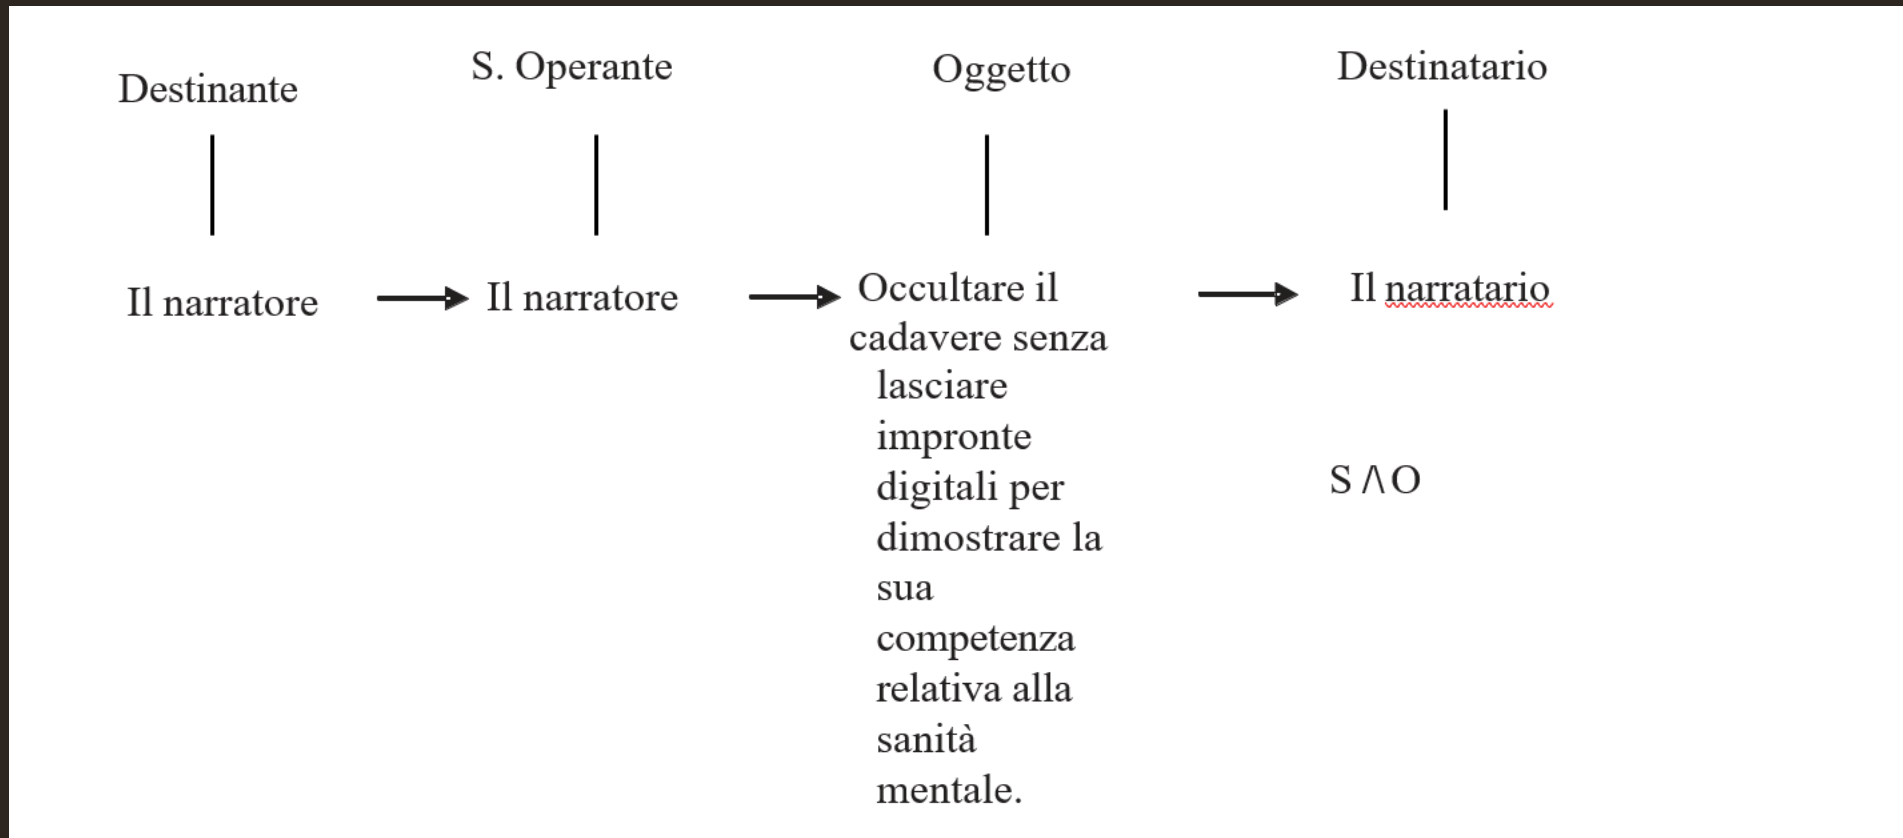 Destinante
S. Operante
Oggetto
Destinatario
Il narratore
Il narratore
Occultare il
cadavere senza
lasciare
impronte
digitali per
dimostrare la
sua
competenza
relativa alla
sanità
mentale.
Il narratario
S /\ O